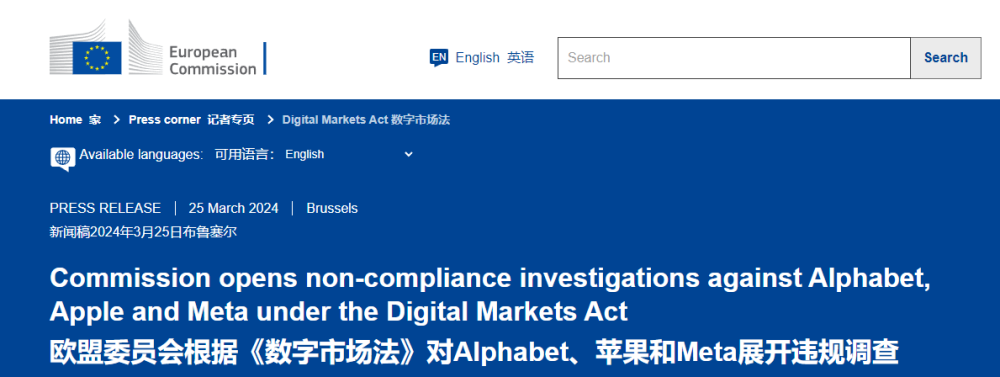 European
Commission
EN English 英语
Search
Search
Home 家 > Press corner 记者专页 > Digital Markets Act 数字市场法
Available languages: 可用语言： English
PRESS RELEASE | 25 March 2024 | Brussels
新闻稿2024年3月25日布鲁塞尔
Commission opens non-compliance investigations against Alphabet,
Apple and Meta under the Digital Markets Act
欧盟委员会根据《数字市场法》对Alphabet、苹果和Meta展开违规调查